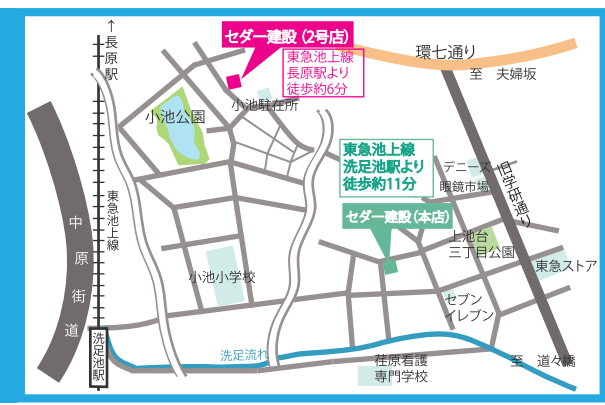 ↑長原駅
東急池上線
中原街道
洗足池駅
セダー建設(2号店)
東急池上線
長原駅より
徒歩約6分
小池公園
小池駐在所
環七通り
至 夫婦坂
東急池上線
洗足池駅より
徒歩約11分
セダー建設(本店)
デニーズ
眼鏡市場
旧学研通り
上池台
三丁目公園
東急ストア
小池小学校
セブン
イレブン
洗足流れ
荏原看護
専門学校
至 道々橋